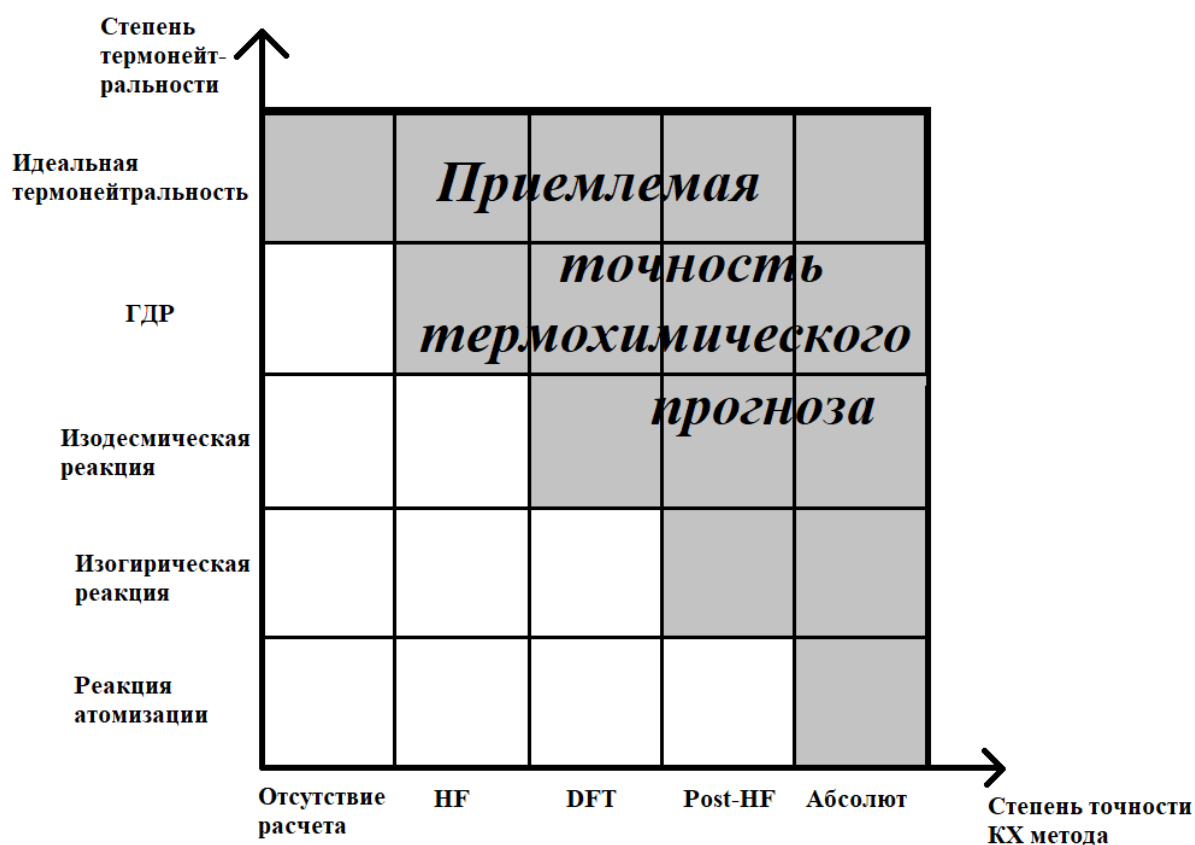 Степень
термонейт-
ральности
Идеальная
термонейтральность
Приемлемая
точность
ГДР
термохимического
прогноза
Изодесмическая
реакция
Изогирическая
реакция
Реакция
атомизации
Отсутствие
расчета
HF
DFT
Post-HF
Абсолют
Степень точности
КХ метода